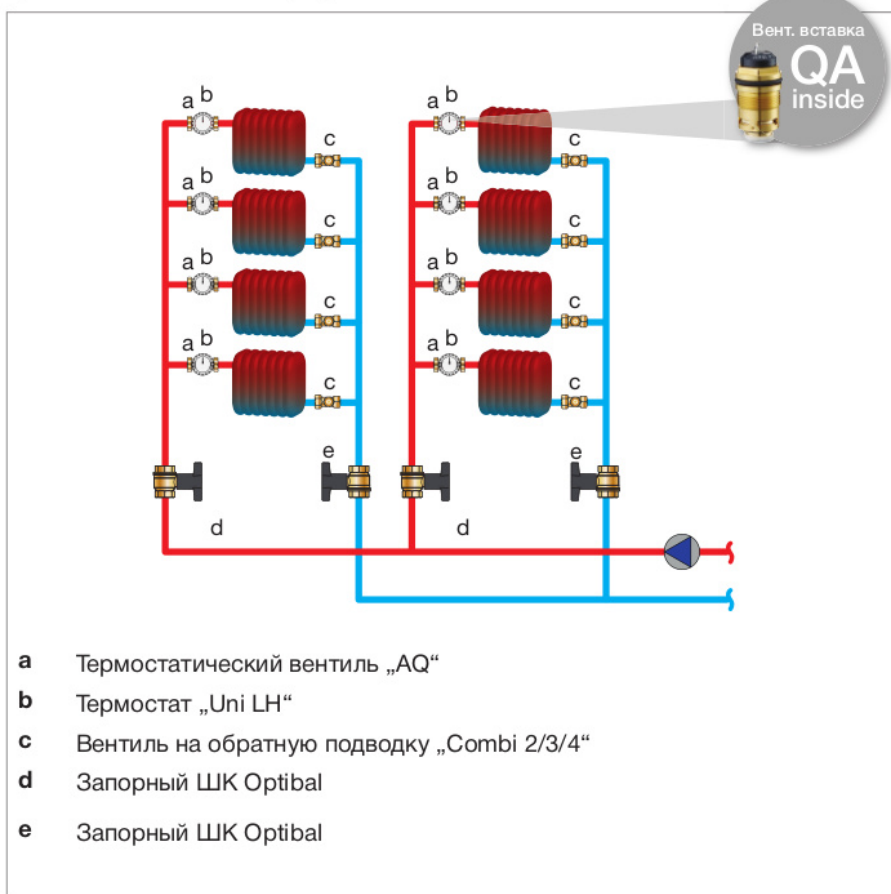 Вент. вставка
QA
inside
a b
c
a b
c
a b
c
a b
c
a b
c
a b
c
a b
c
a b
c
e
e
d
d
a Термостатический вентиль „AQ“
b Термостат „Uni LH“
c Вентиль на обратную подводку „Combi 2/3/4“
d Запорный ШК Optibal
e Запорный ШК Optibal